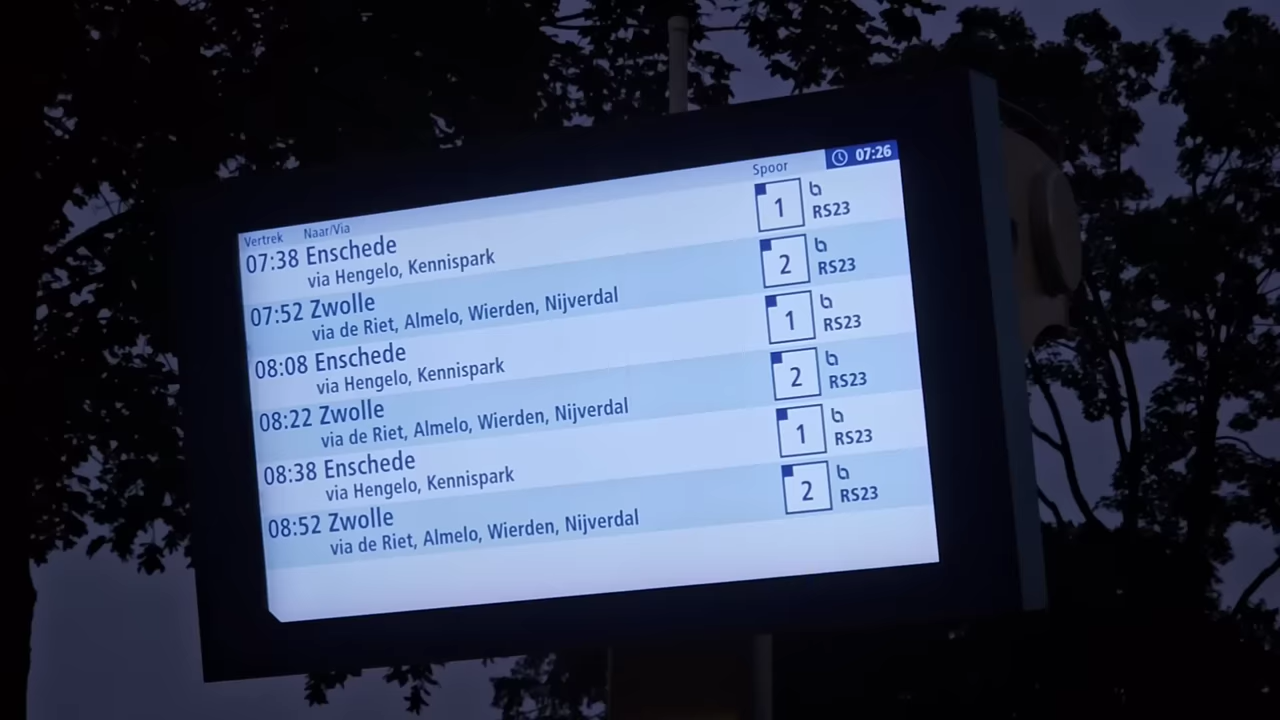 07:26
Vertrek Naar/Via Spoor
07:38 Enschede 1 b
via Hengelo, Kennispark RS23
07:52 Zwolle 2 b
via de Riet, Almelo, Wierden, Nijverdal RS23
08:08 Enschede 1 b
via Hengelo, Kennispark RS23
08:22 Zwolle 2 b
via de Riet, Almelo, Wierden, Nijverdal RS23
08:38 Enschede 1 b
via Hengelo, Kennispark RS23
08:52 Zwolle 2 b
via de Riet, Almelo, Wierden, Nijverdal RS23